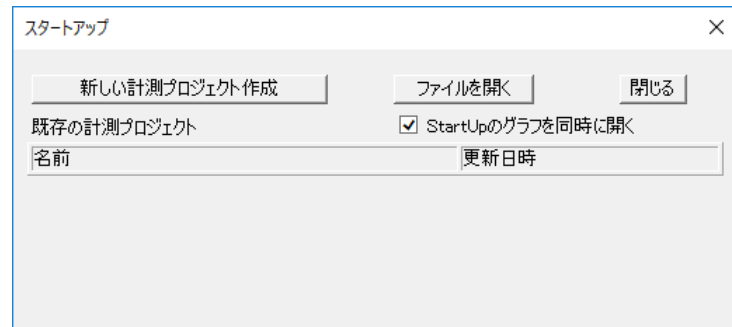 スタートアップ
新しい計測プロジェクト作成 ファイルを開く 閉じる
既存の計測プロジェクト StartUpのグラフを同時に開く
名前 更新日時